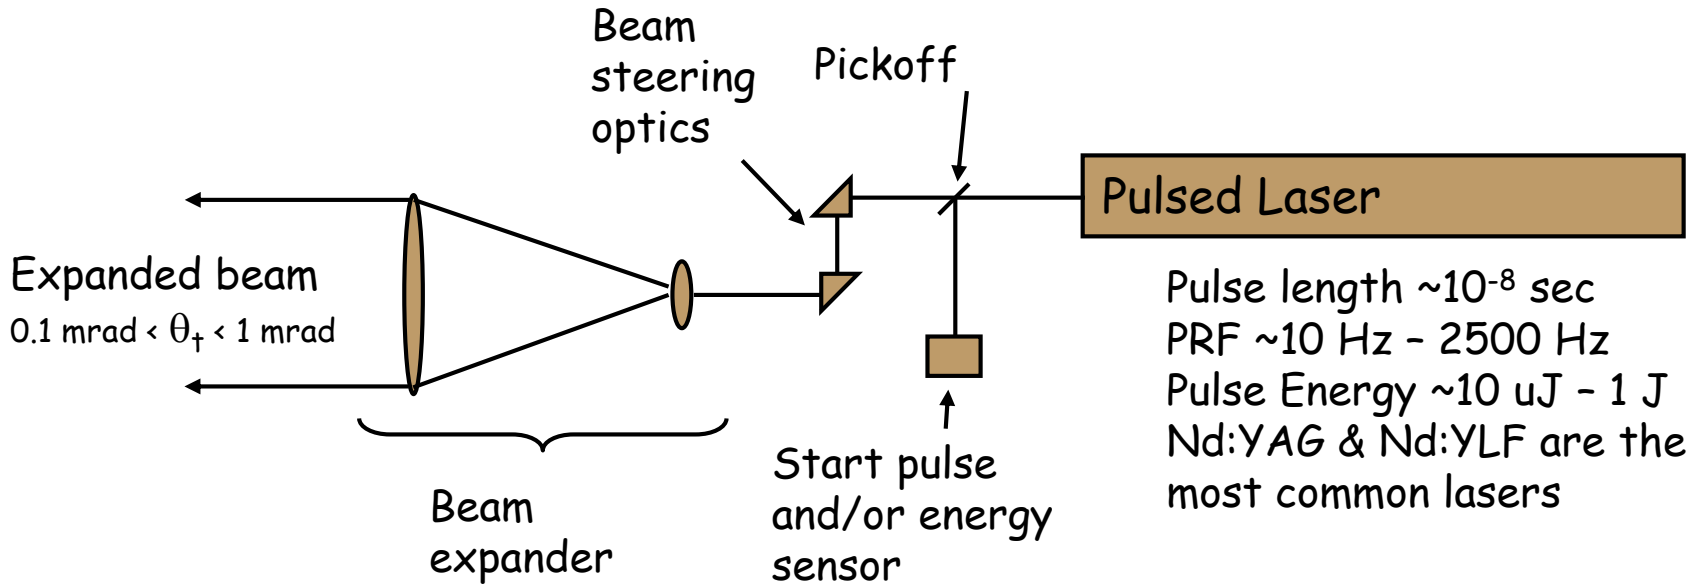 Beam
steering
optics
Pickoff
Pulsed Laser
Expanded beam
0.1 mrad < θt < 1 mrad
Pulse length ~10-8 sec
PRF ~10 Hz – 2500 Hz
Pulse Energy ~10 uJ – 1 J
Nd:YAG & Nd:YLF are the
most common lasers
Start pulse
and/or energy
sensor
Beam
expander